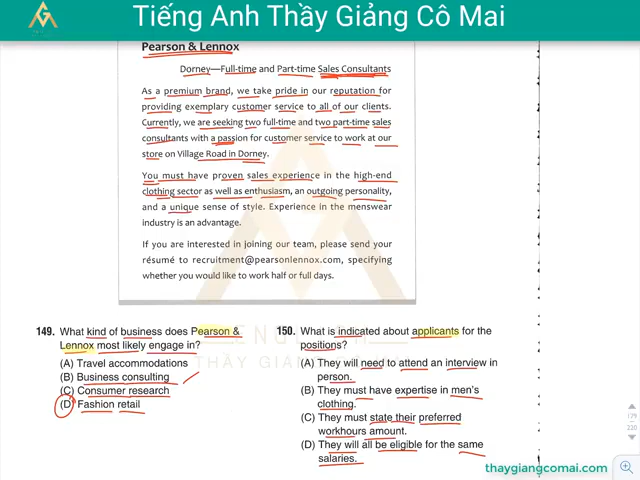 Tiếng Anh Thầy Giảng Cô Mai
Pearson & Lennox
Dorney—Full-time and Part-time Sales Consultants
As a premium brand, we take pride in our reputation for
providing exemplary customer service to all of our clients.
Currently, we are seeking two full-time and two part-time sales
consultants with a passion for customer service to work at our
store on Village Road in Dorney.
You must have proven sales experience in the high-end
clothing sector as well as enthusiasm, an outgoing personality,
and a unique sense of style. Experience in the menswear
industry is an advantage.
If you are interested in joining our team, please send your
résumé to recruitment@pearsonlennox.com, specifying
whether you would like to work half or full days.
149. What kind of business does Pearson &
Lennox most likely engage in?
(A) Travel accommodations
(B) Business consulting
(C) Consumer research
(D) Fashion retail
150. What is indicated about applicants for the
positions?
(A) They will need to attend an interview in
person.
(B) They must have expertise in men's
clothing.
(C) They must state their preferred
workhours amount.
(D) They will all be eligible for the same
salaries.
179
220
thaygiangcomai.com